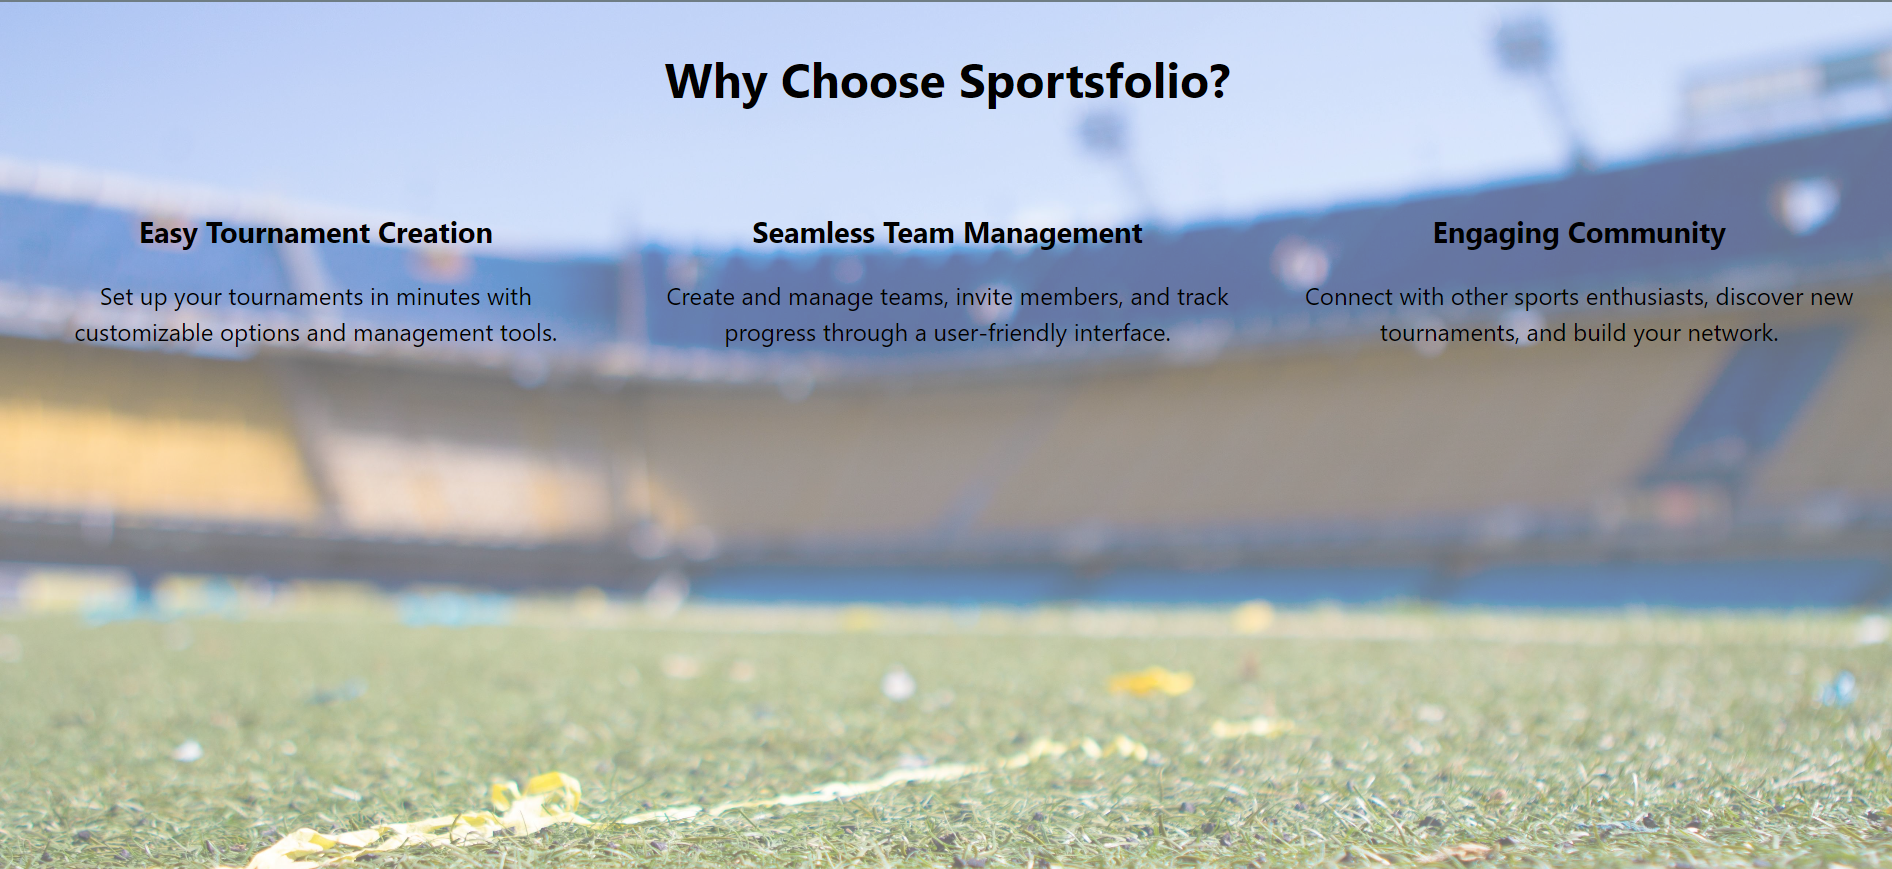 Why Choose Sportsfolio?
Easy Tournament Creation
Set up your tournaments in minutes with
customizable options and management tools.
Seamless Team Management
Create and manage teams, invite members, and track
progress through a user-friendly interface.
Engaging Community
Connect with other sports enthusiasts, discover new
tournaments, and build your network.